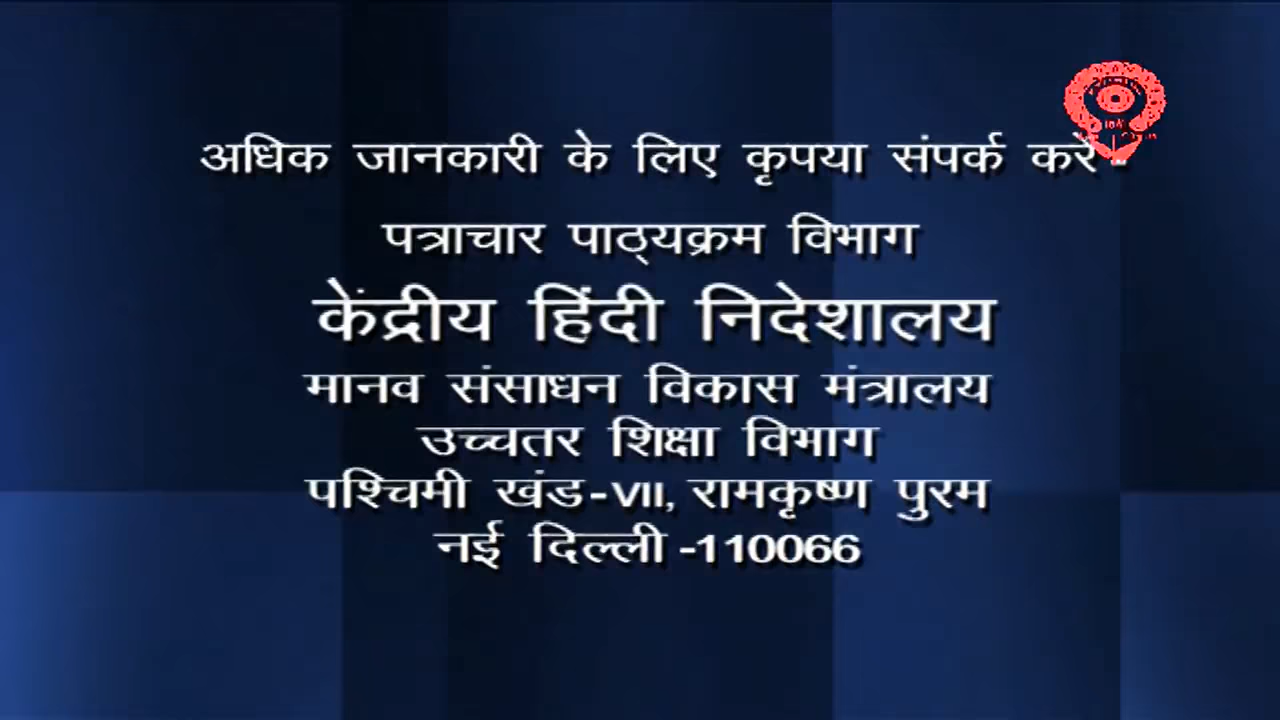 अधिक जानकारी के लिए कृपया संपर्क करें-
पत्राचार पाठ्यक्रम विभाग
केंद्रीय हिंदी निदेशालय
मानव संसाधन विकास मंत्रालय
उच्चतर शिक्षा विभाग
पश्चिमी खंड-VII, रामकृष्ण पुरम
नई दिल्ली -110066